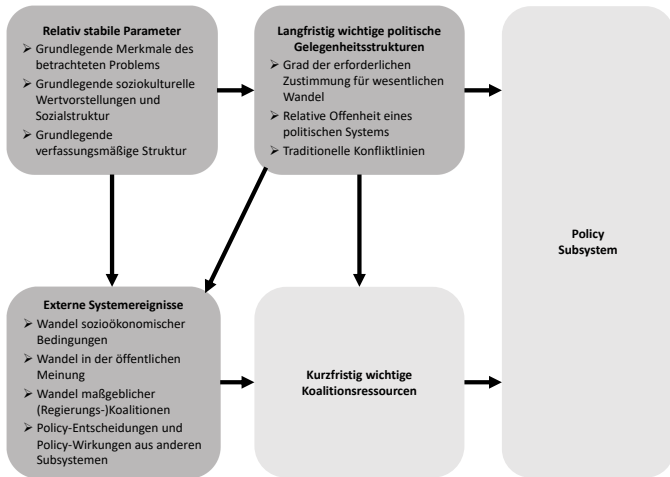 Relativ stabile Parameter
➢ Grundlegende Merkmale des
betrachteten Problems
➢ Grundlegende soziokulturelle
Wertvorstellungen und
Sozialstruktur
➢ Grundlegende
verfassungsmäßige Struktur
Langfristig wichtige politische
Gelegenheitsstrukturen
➢ Grad der erforderlichen
Zustimmung für wesentlichen
Wandel
➢ Relative Offenheit eines
politischen Systems
➢ Traditionelle Konfliktlinien
Policy
Subsystem
Externe Systemereignisse
➢ Wandel sozioökonomischer
Bedingungen
➢ Wandel in der öffentlichen
Meinung
➢ Wandel maßgeblicher
(Regierungs-)Koalitionen
➢ Policy-Entscheidungen und
Policy-Wirkungen aus anderen
Subsystemen
Kurzfristig wichtige
Koalitionsressourcen